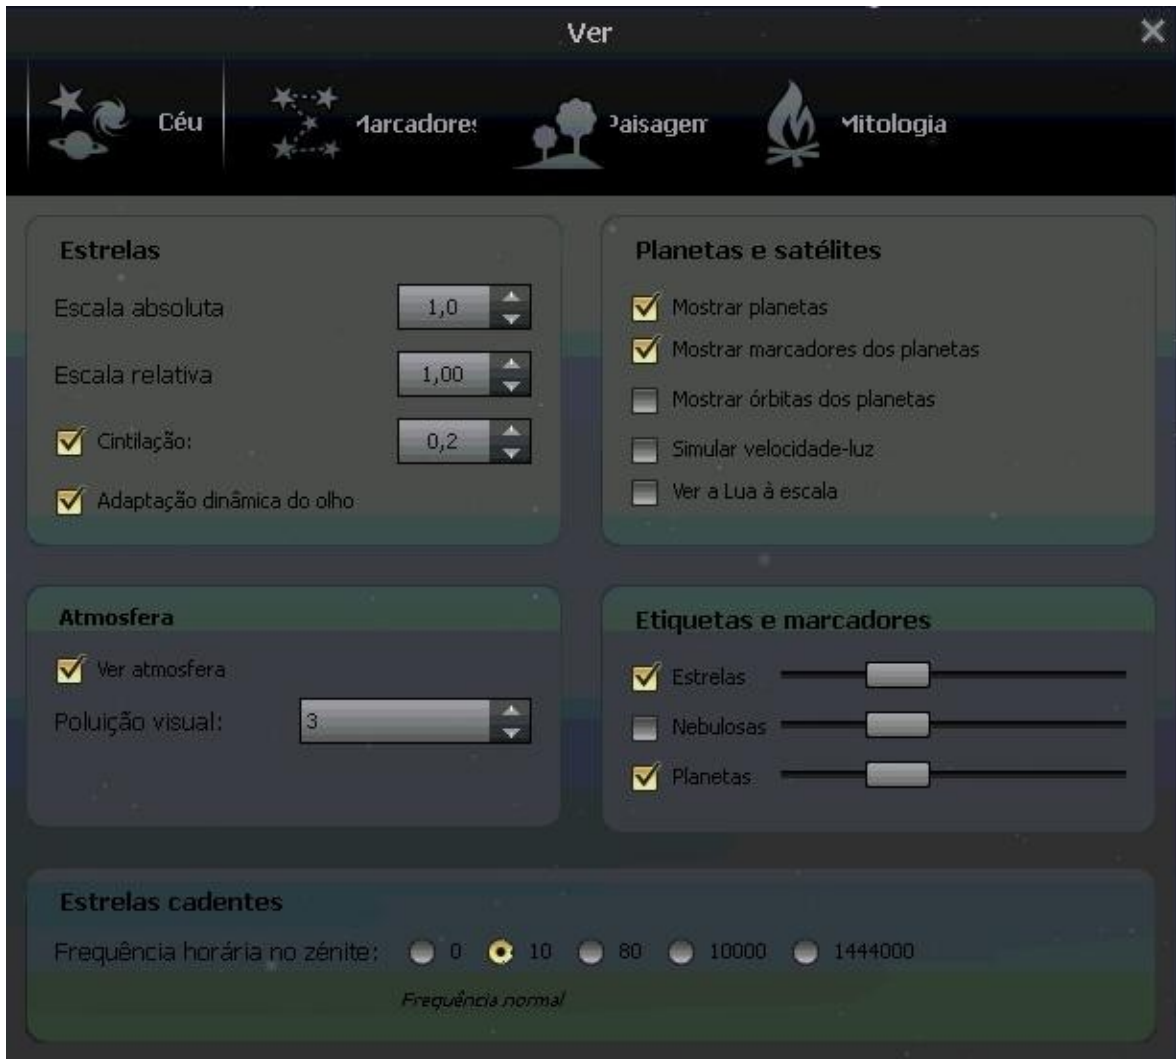 Ver
Céu
Marcadores
Paisagem
Mitologia
Estrelas
Escala absoluta 1,0
Escala relativa 1,00
Cintilação: 0,2
Adaptação dinâmica do olho
Planetas e satélites
Mostrar planetas
Mostrar marcadores dos planetas
Mostrar órbitas dos planetas
Simular velocidade-luz
Ver a Lua à escala
Atmosfera
Ver atmosfera
Poluição visual: 3
Etiquetas e marcadores
Estrelas
Nebulosas
Planetas
Estrelas cadentes
Frequência horária no zénite: 0 10 80 10000 1444000
Frequência normal